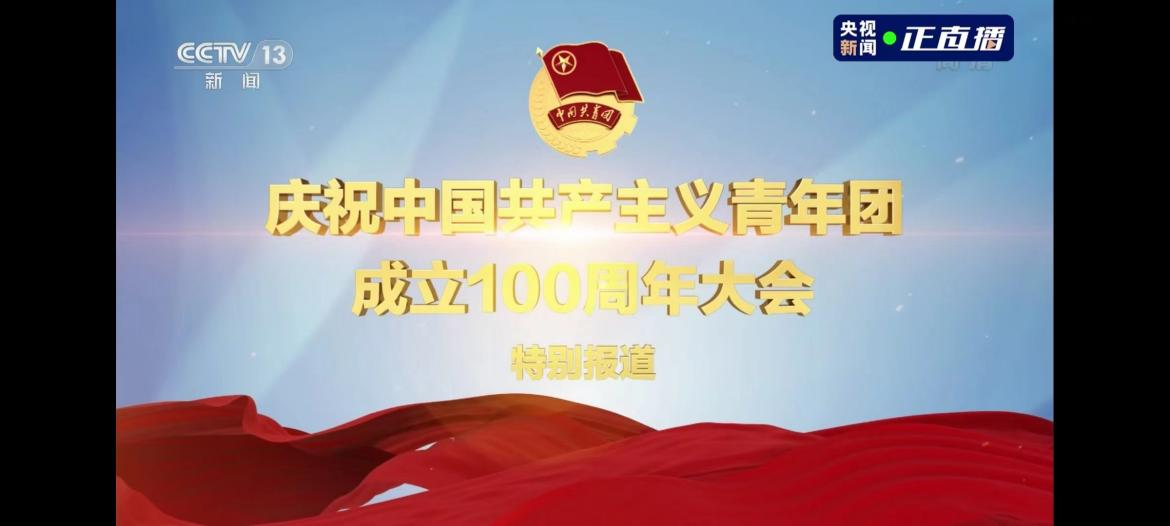 CCTV 13
新闻
央视
新闻
正直播
高清
中国共青团
庆祝中国共产主义青年团
成立100周年大会
特别报道